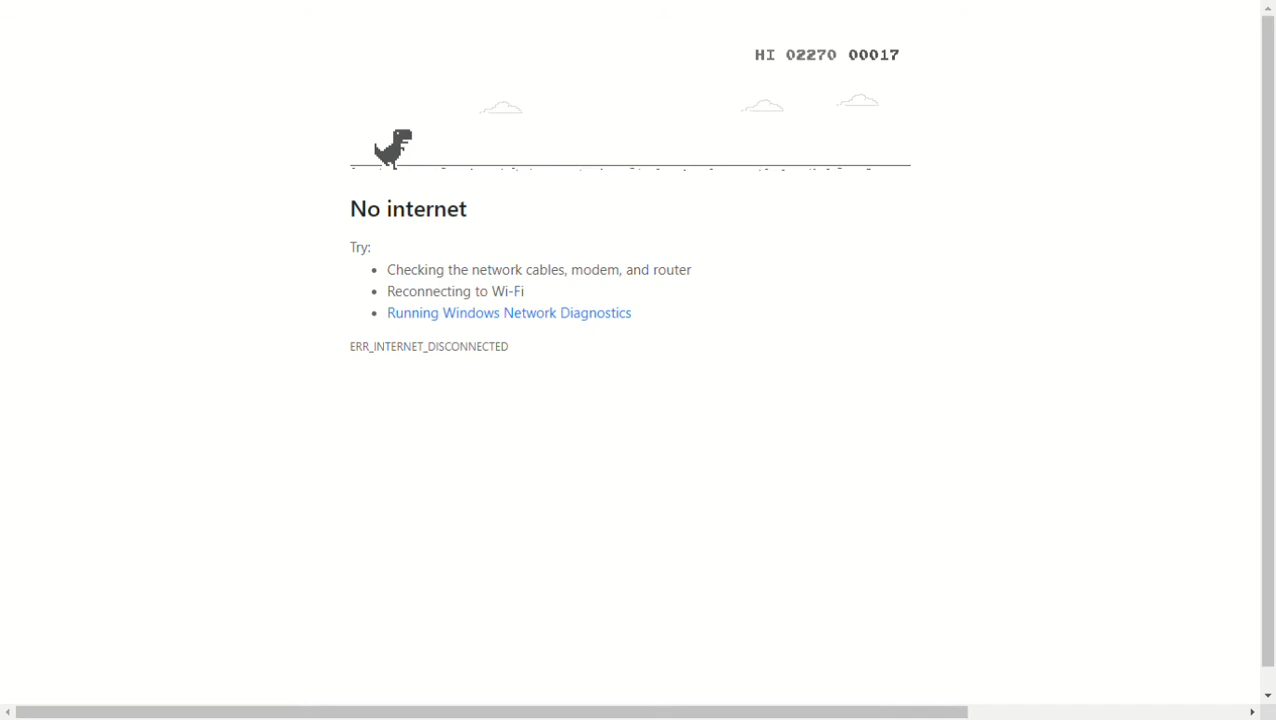 HI 02270 00017
No internet
Try:
• Checking the network cables, modem, and router
• Reconnecting to Wi-Fi
• Running Windows Network Diagnostics
ERR_INTERNET_DISCONNECTED